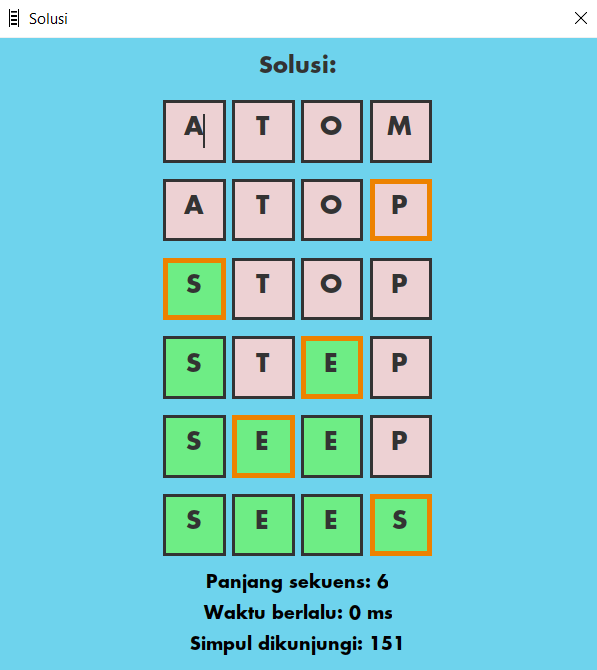 Solusi
Solusi:
A T O M
A T O P
S T O P
S T E P
S E E P
S E E S
Panjang sekuens: 6
Waktu berlalu: 0 ms
Simpul dikunjungi: 151